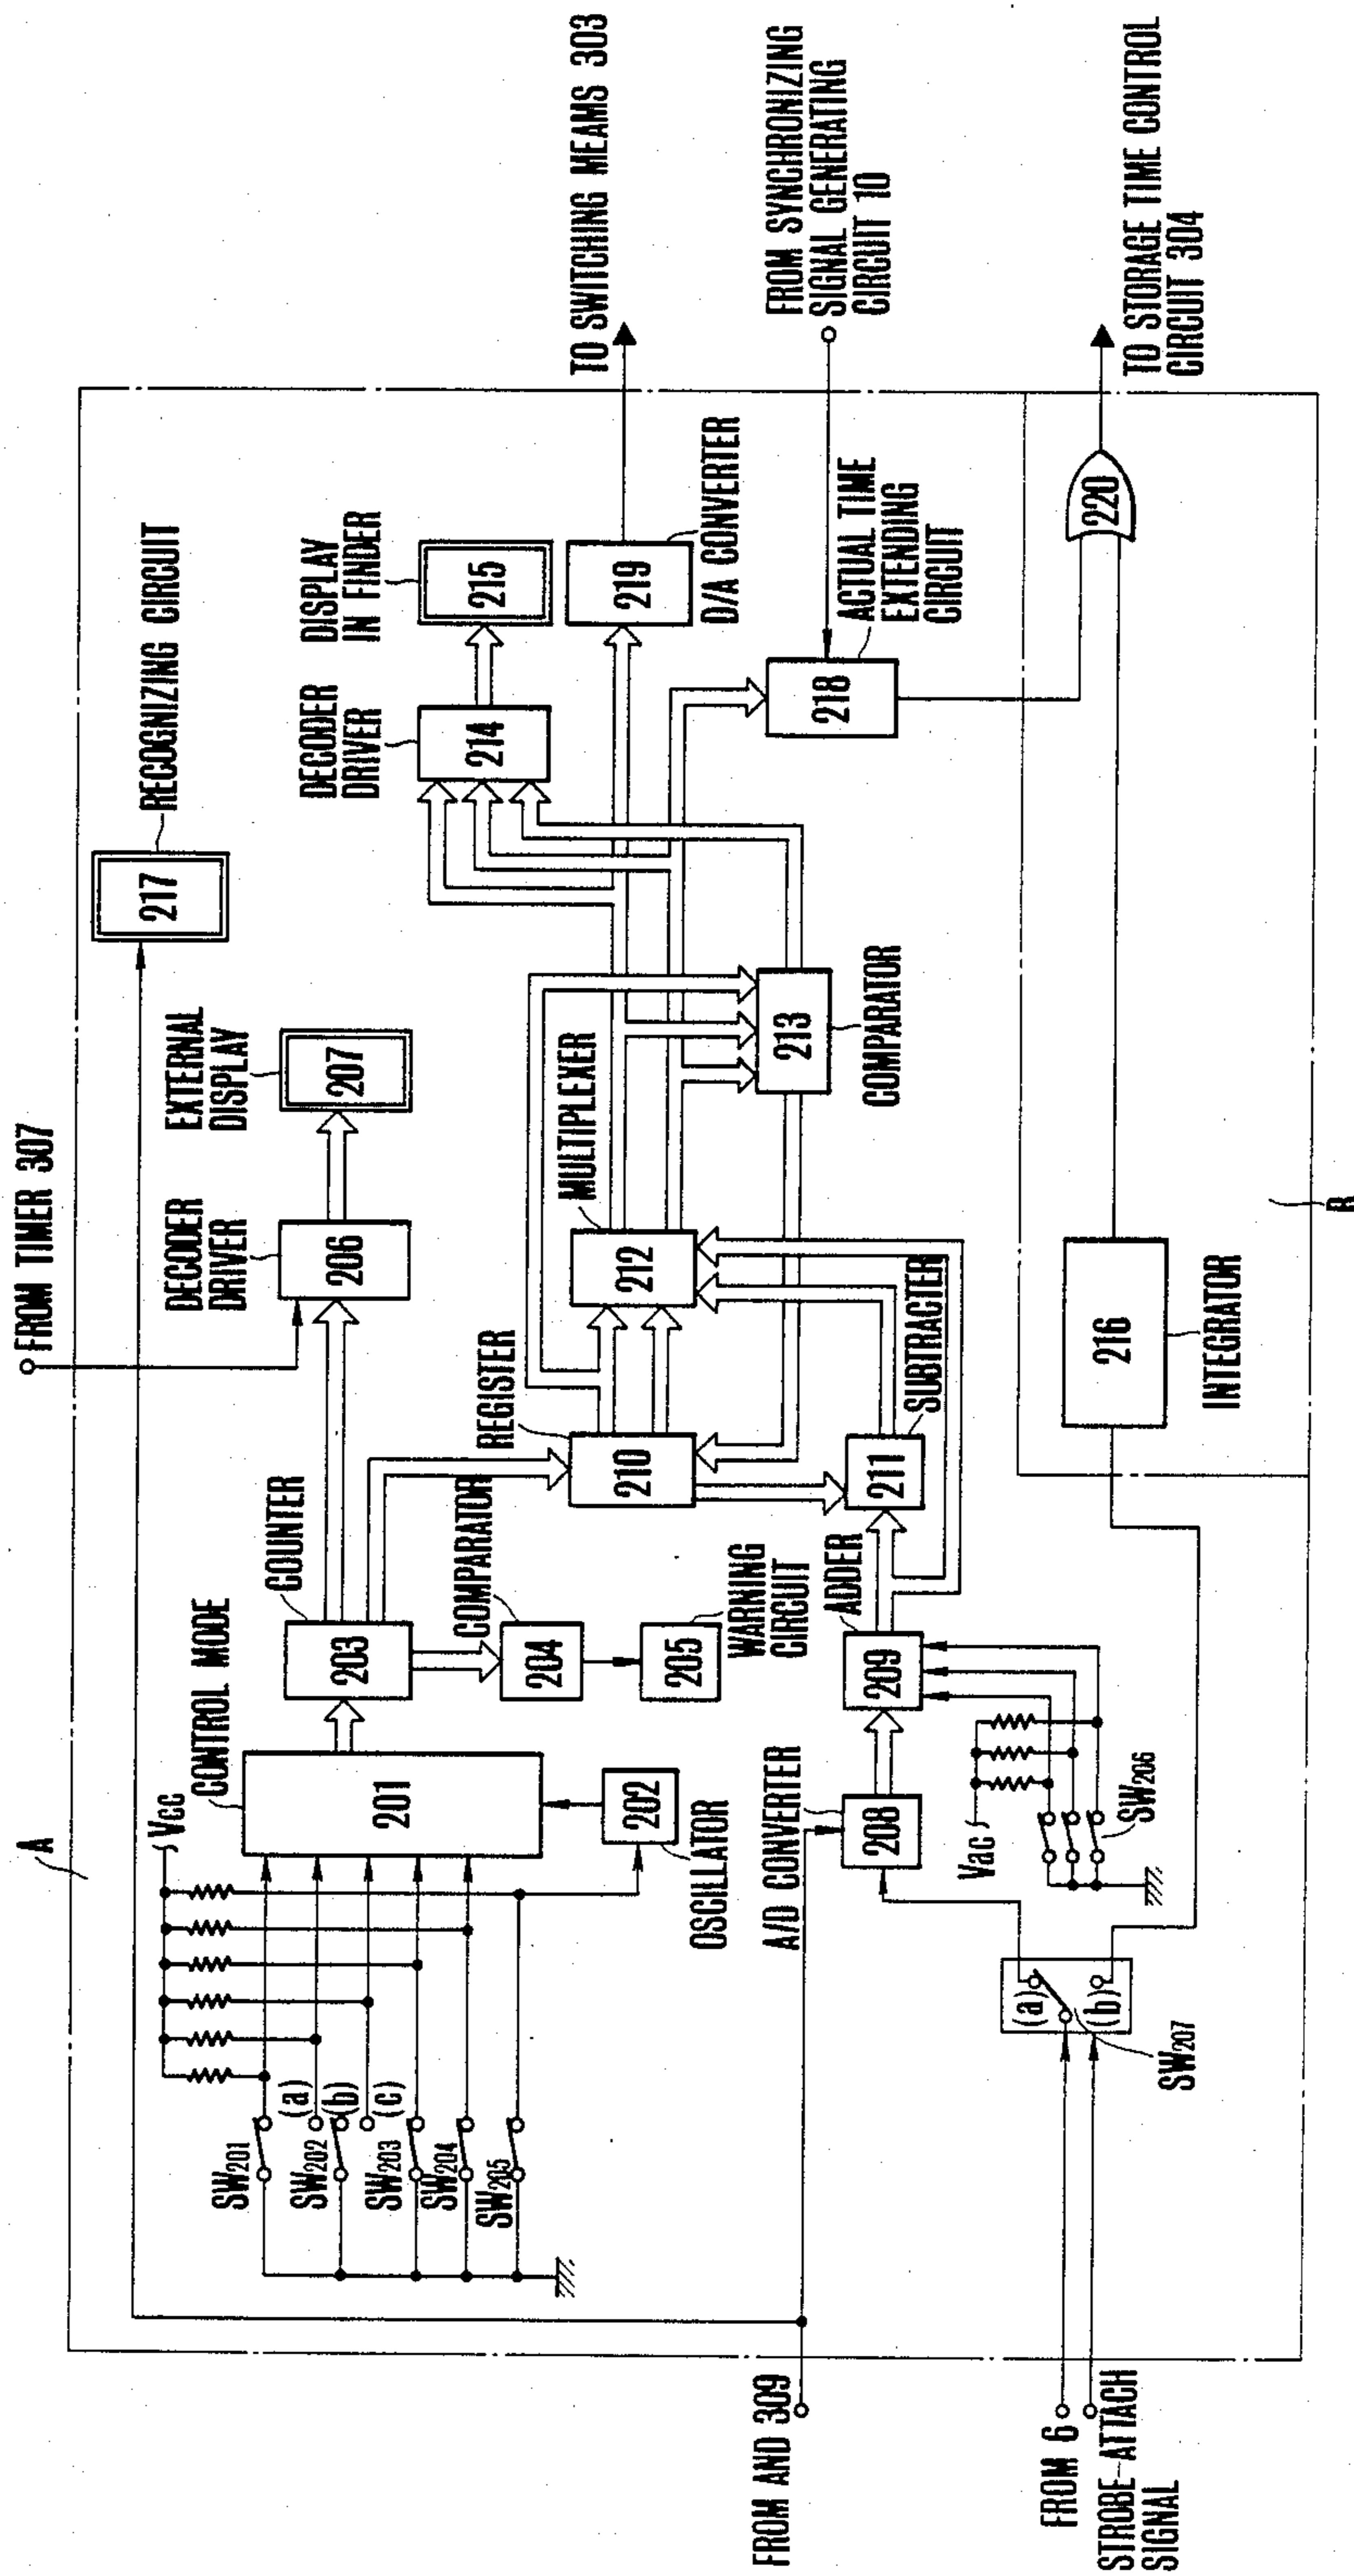 FROM TIMER 307
A
RECOGNIZING CIRCUIT
217
EXTERNAL
DISPLAY
207
DECODER
DRIVER
206
COUNTER
203
CONTROL MODE
201
Vcc
SW201
(a)
SW202
(b)
(c)
SW203
SW204
SW205
OSCILLATOR
202
COMPARATOR
204
WARNING
CIRCUIT
205
REGISTER
210
MULTIPLEXER
212
DECODER
DRIVER
214
DISPLAY
IN FINDER
215
219
D/A CONVERTER
TO SWITCHING MEAMS 303
213
COMPARATOR
218
ACTUAL TIME
EXTENDING
CIRCUIT
FROM SYNCHRONIZING
SIGNAL GENERATING
CIRCUIT 10
A/D CONVERTER
208
ADDER
209
SUBTRACTER
211
Vac
SW206
(a)
(b)
SW207
FROM AND 309
FROM 6
STROBE ATTACH
SIGNAL
216
INTEGRATOR
B
220
TO STORAGE TIME CONTROL
CIRCUIT 304